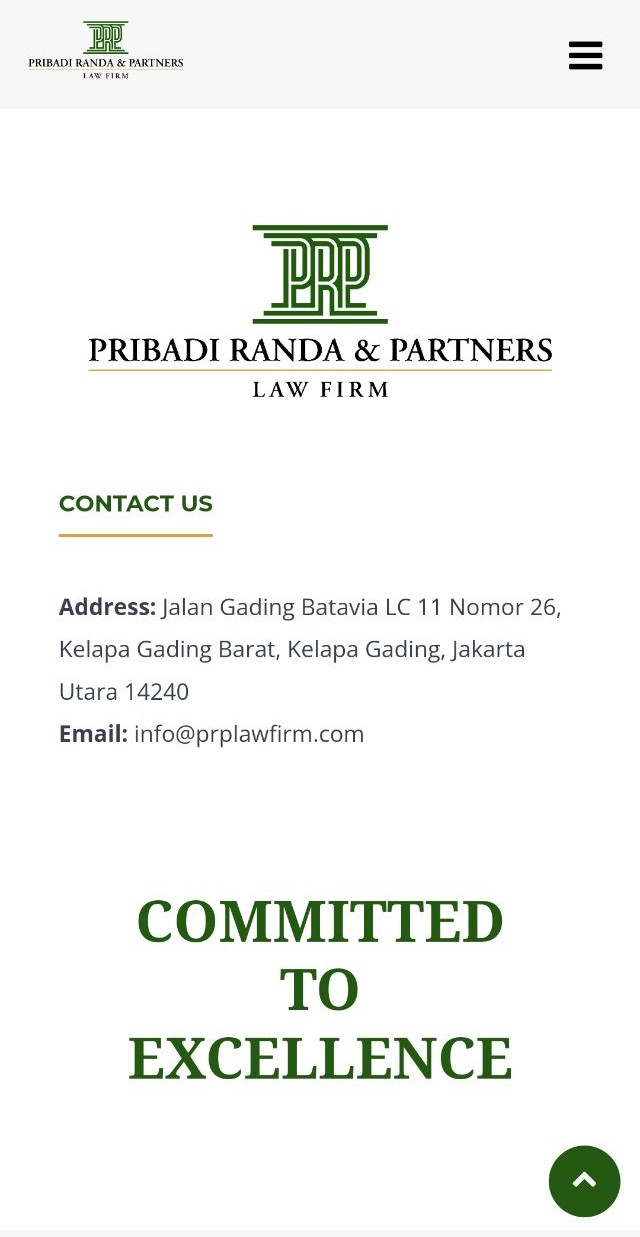 PRP
PRIBADI RANDA & PARTNERS
LAW FIRM
PRP
PRIBADI RANDA & PARTNERS
LAW FIRM
CONTACT US
Address: Jalan Gading Batavia LC 11 Nomor 26,
Kelapa Gading Barat, Kelapa Gading, Jakarta
Utara 14240
Email: info@prplawfirm.com
COMMITTED
TO
EXCELLENCE